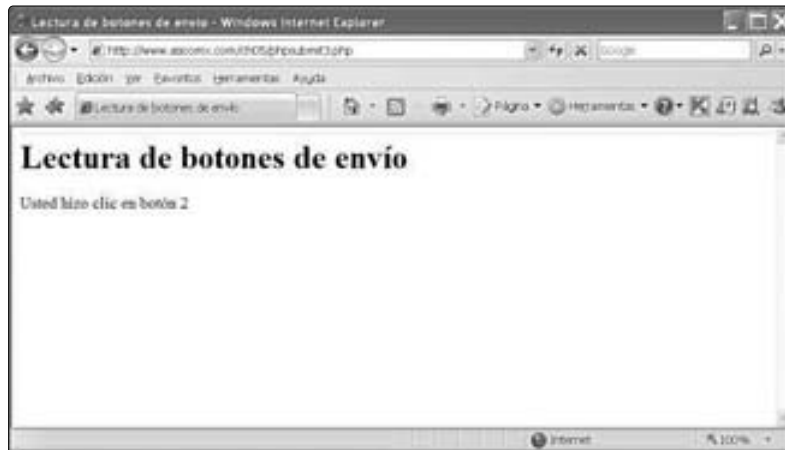 Lectura de botones de envío - Windows Internet Explorer
Google
Archivo Edición Ver Favoritos Herramientas Ayuda
Lectura de botones de envío
Página Herramientas
Lectura de botones de envío
Usted hizo clic en botón 2
Internet
100%